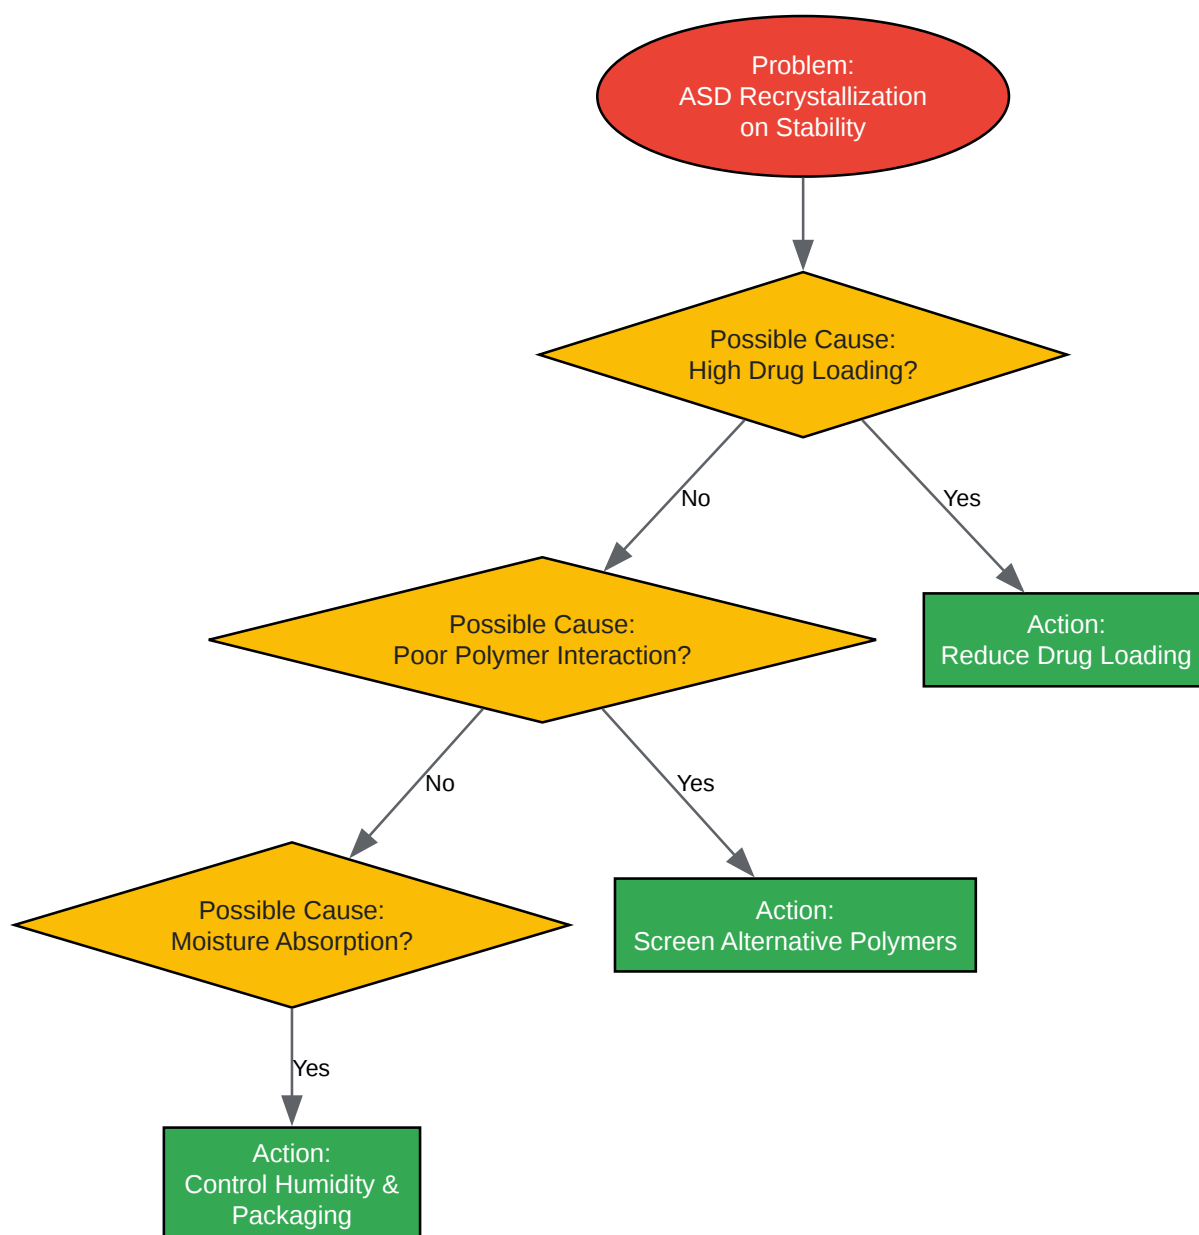 Problem:
ASD Recrystallization
on Stability
Possible Cause:
High Drug Loading?
No
Yes
Possible Cause:
Poor Polymer Interaction?
Action:
Reduce Drug Loading
No
Yes
Possible Cause:
Moisture Absorption?
Action:
Screen Alternative Polymers
Yes
Action:
Control Humidity &
Packaging